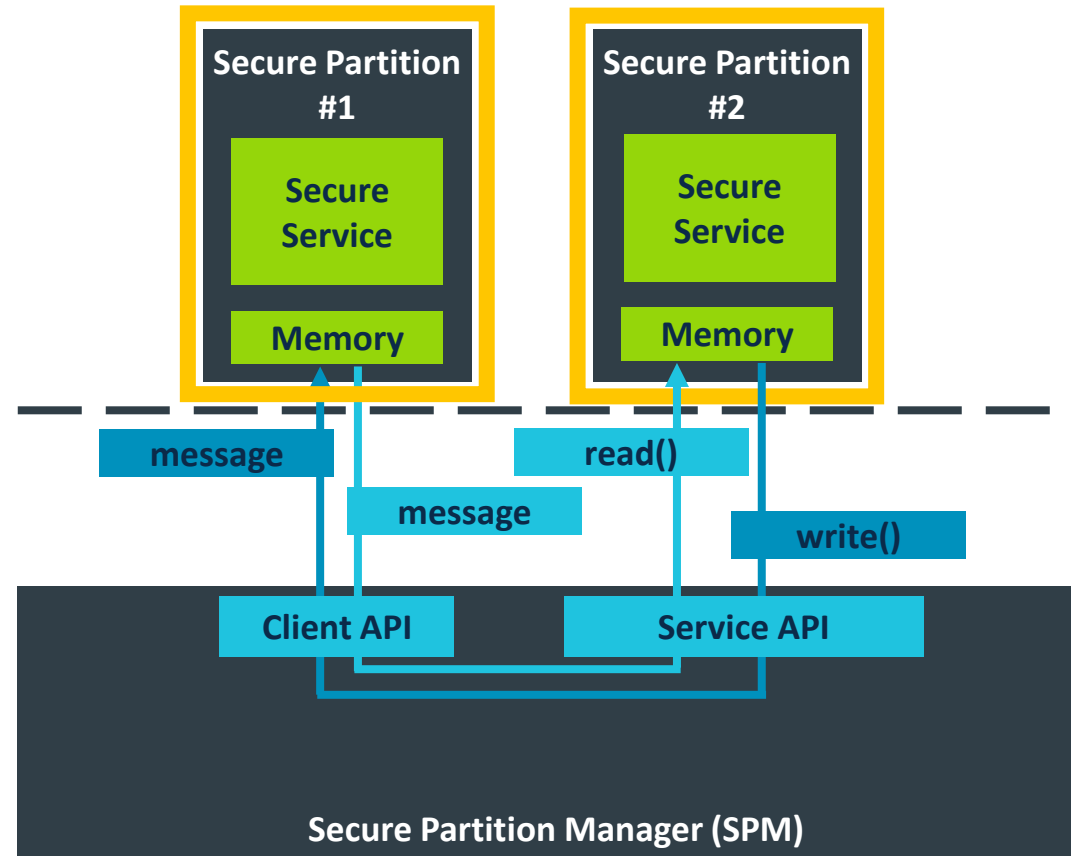 Secure Partition
#1
Secure
Service
Memory
Secure Partition
#2
Secure
Service
Memory
message
read()
message
write()
Client API
Service API
Secure Partition Manager (SPM)